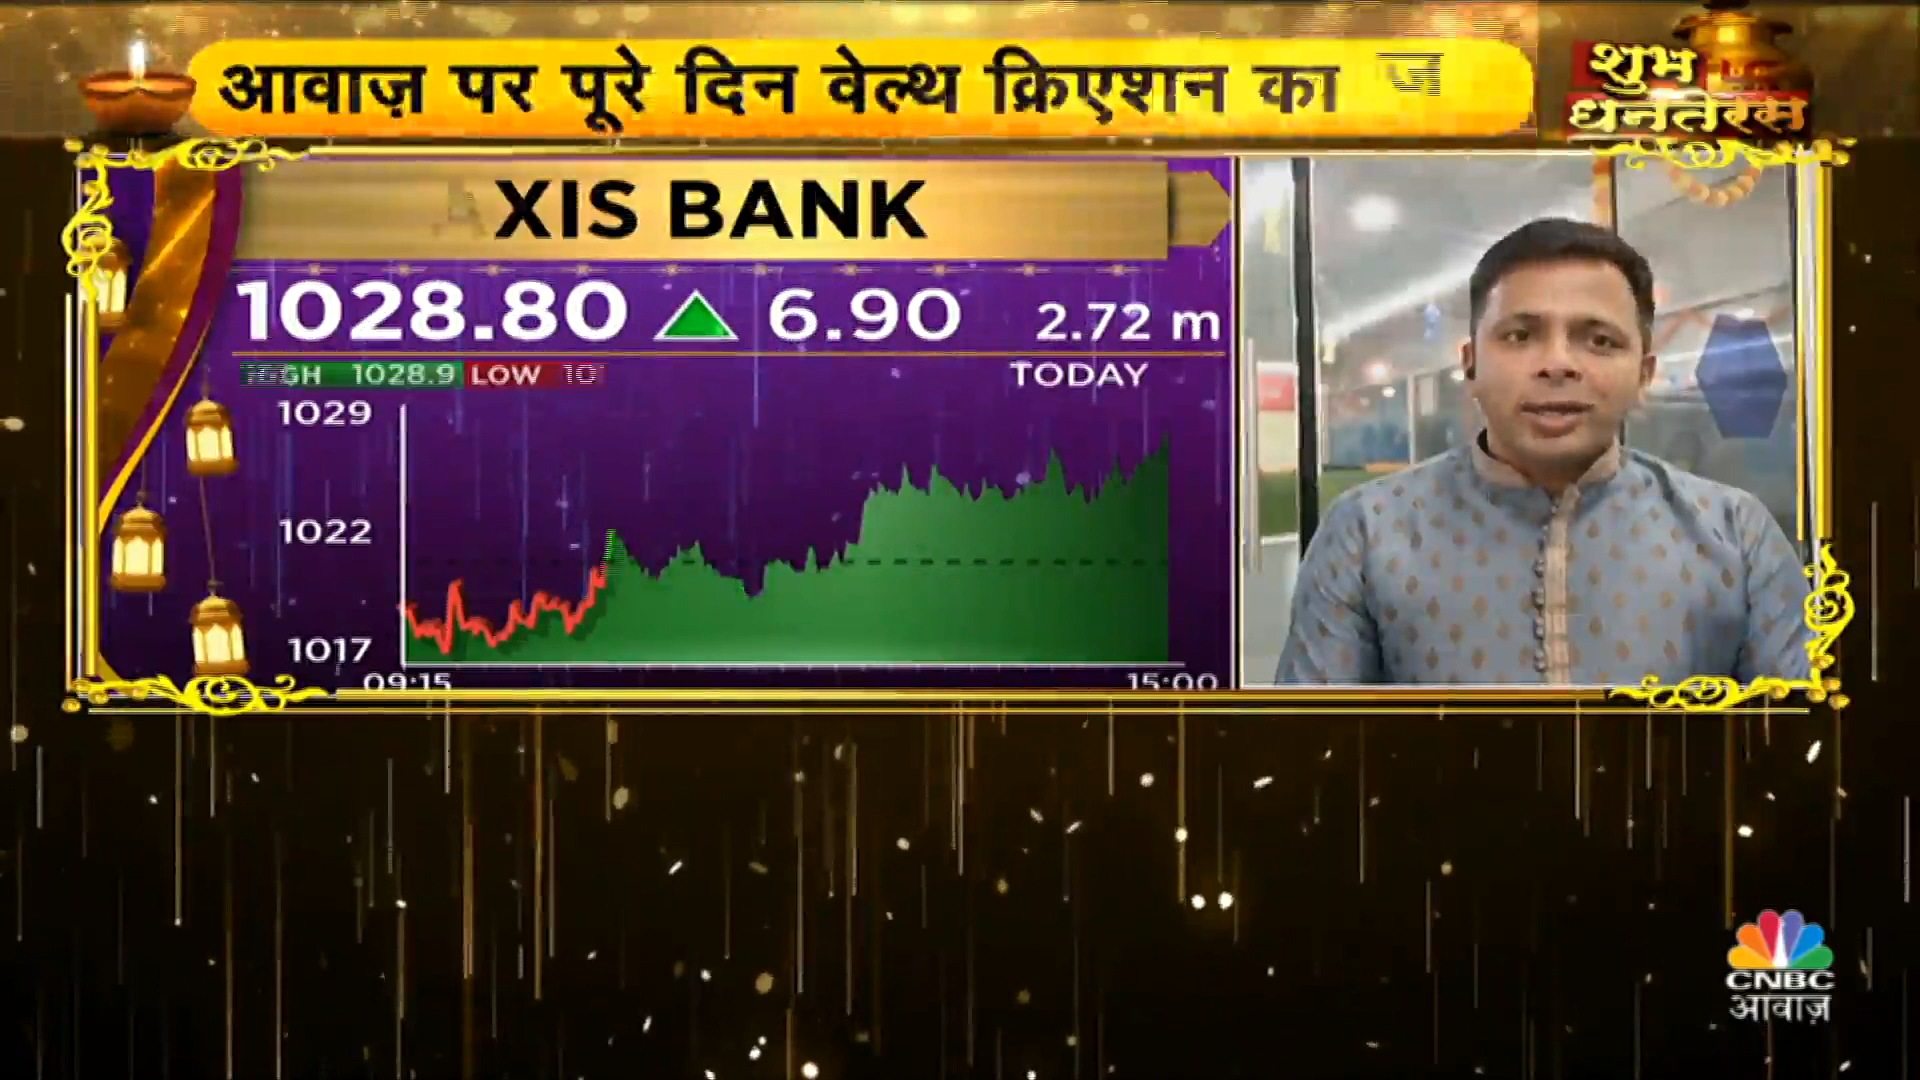 आवाज़ पर पूरे दिन वेल्थ क्रिएशन का
शुभ
धनतेरस
AXIS BANK
1028.80 6.90 2.72 m
1028.9 LOW
TODAY
1029
1022
1017
09:15 15:00
CNBC
आवाज़